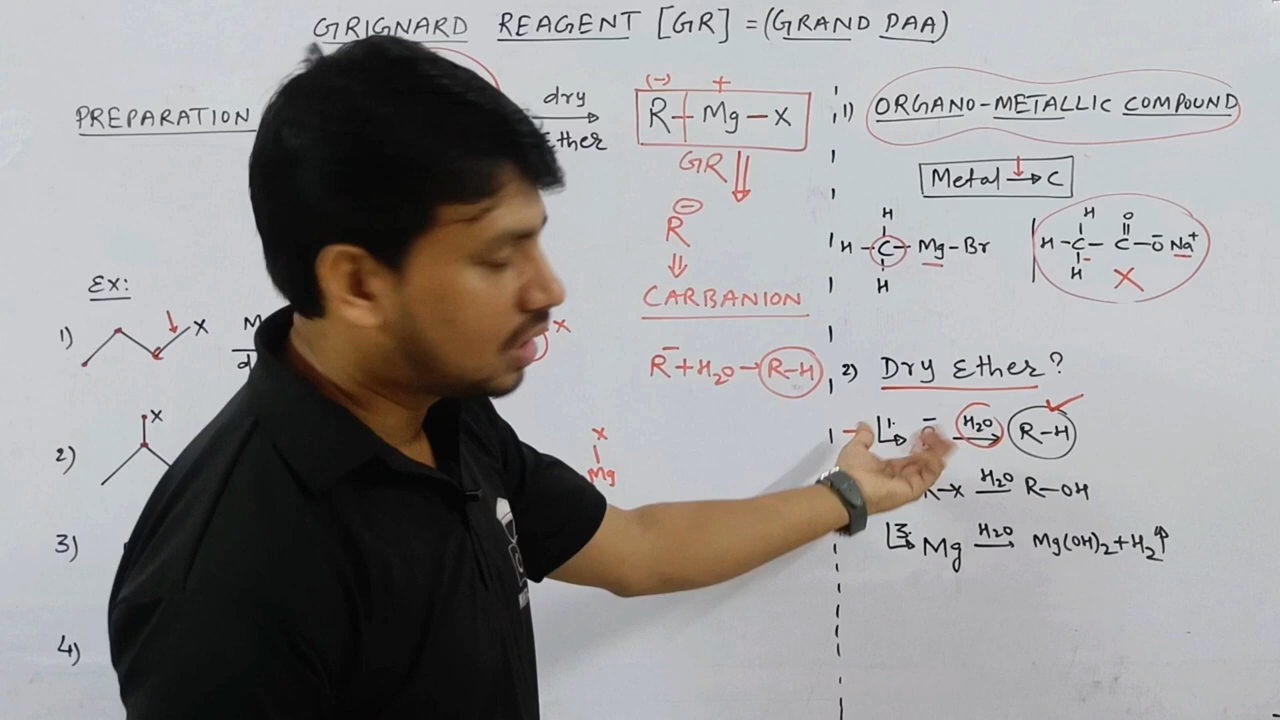 GRIGNARD REAGENT [GR] = (GRAND PAA)
PREPARATION
dry
Ether
(-) +
R-Mg-X
GR
R⊖
CARBANION
R⁻+H₂O→R-H
EX:
1) X
X
2) X
X
Mg
3)
4)
1) ORGANO-METALLIC COMPOUND
Metal→C
H
H-C-Mg-Br
H
H O
H-C-C-O⁻Na⁺
H X
2) Dry Ether?
1. H₂O→ R-H
R-X H₂O R-OH
3. Mg H₂O→ Mg(OH)₂+H₂↑